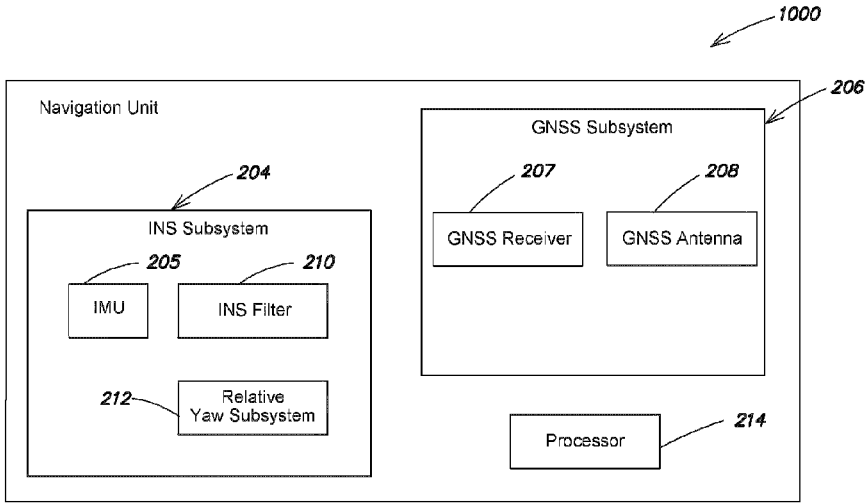 1000
Navigation Unit
206
GNSS Subsystem
204
207
208
INS Subsystem
GNSS Receiver
GNSS Antenna
205
210
IMU
INS Filter
212
Relative
Yaw Subsystem
Processor
214